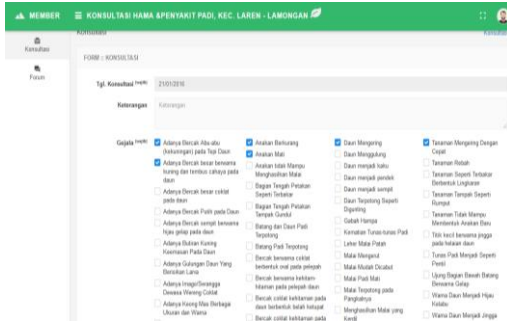 MEMBER
KONSULTASI HAMA &PENYAKIT PADI, KEC. LAREN - LAMONGAN
Konsultasi
Forum
Konsultasi
Konsultasi
FORM :: KONSULTASI
Tgl. Konsultasi (wajib)
21/01/2016
Keterangan
Keterangan
Gejala (wajib)
Adanya Bercak Abu-abu
(kekuningan) pada Tepi Daun
Adanya Bercak besar berwarna
kuning dan tembus cahaya pada
daun
Adanya Bercak besar coklat
pada daun
Adanya Bercak Putih pada Daun
Adanya Bercak sempit berwarna
hijau gelap pada daun
Adanya Butiran Kuning
Keemasan Pada Daun
Adanya Gulungan Daun Yang
Berisikan Larva
Adanya Imago/Serangga
Dewasa Wereng Coklat
Adanya Keong Mas Berbagai
Ukuran dan Warna
Anakan Berkurang
Anakan Mati
Anakan tidak Mampu
Menghasilkan Malai
Bagian Tengah Petakan
Seperti Terbakar
Bagian Tengah Petakan
Tampak Gundul
Batang dan Daun Padi
Terpotong
Batang Padi Terpotong
Bercak berwarna coklat
berbentuk oval pada pelepah
Bercak berwarna kehitam-
hitaman pada pelepah daun
Bercak coklat kehitaman pada
daun berbentuk belah ketupat
Bercak coklat kehitaman pada
Daun Mengering
Daun Menggulung
Daun menjadi kaku
Daun menjadi pendek
Daun menjadi sempit
Daun Terpotong Seperti
Digunting
Gabah Hampa
Kematian Tunas-tunas Padi
Leher Malai Patah
Malai Mengerut
Malai Mudah Dicabut
Malai Padi Mati
Malai Terpotong pada
Pangkalnya
Menghasilkan Malai yang
Kerdil
Tanaman Mengering Dengan
Cepat
Tanaman Rebah
Tanaman Seperti Terbakar
Berbentuk Lingkaran
Tanaman Tampak Seperti
Rumput
Tanaman Tidak Mampu
Membentuk Anakan Baru
Titik kecil berwarna jingga
pada helaian daun
Tunas Padi Menjadi Seperti
Pentil
Ujung Bagian Bawah Batang
Berwarna Gelap
Warna Daun Menjadi Hijau
Kelabu
Warna Daun Menjadi Jingga